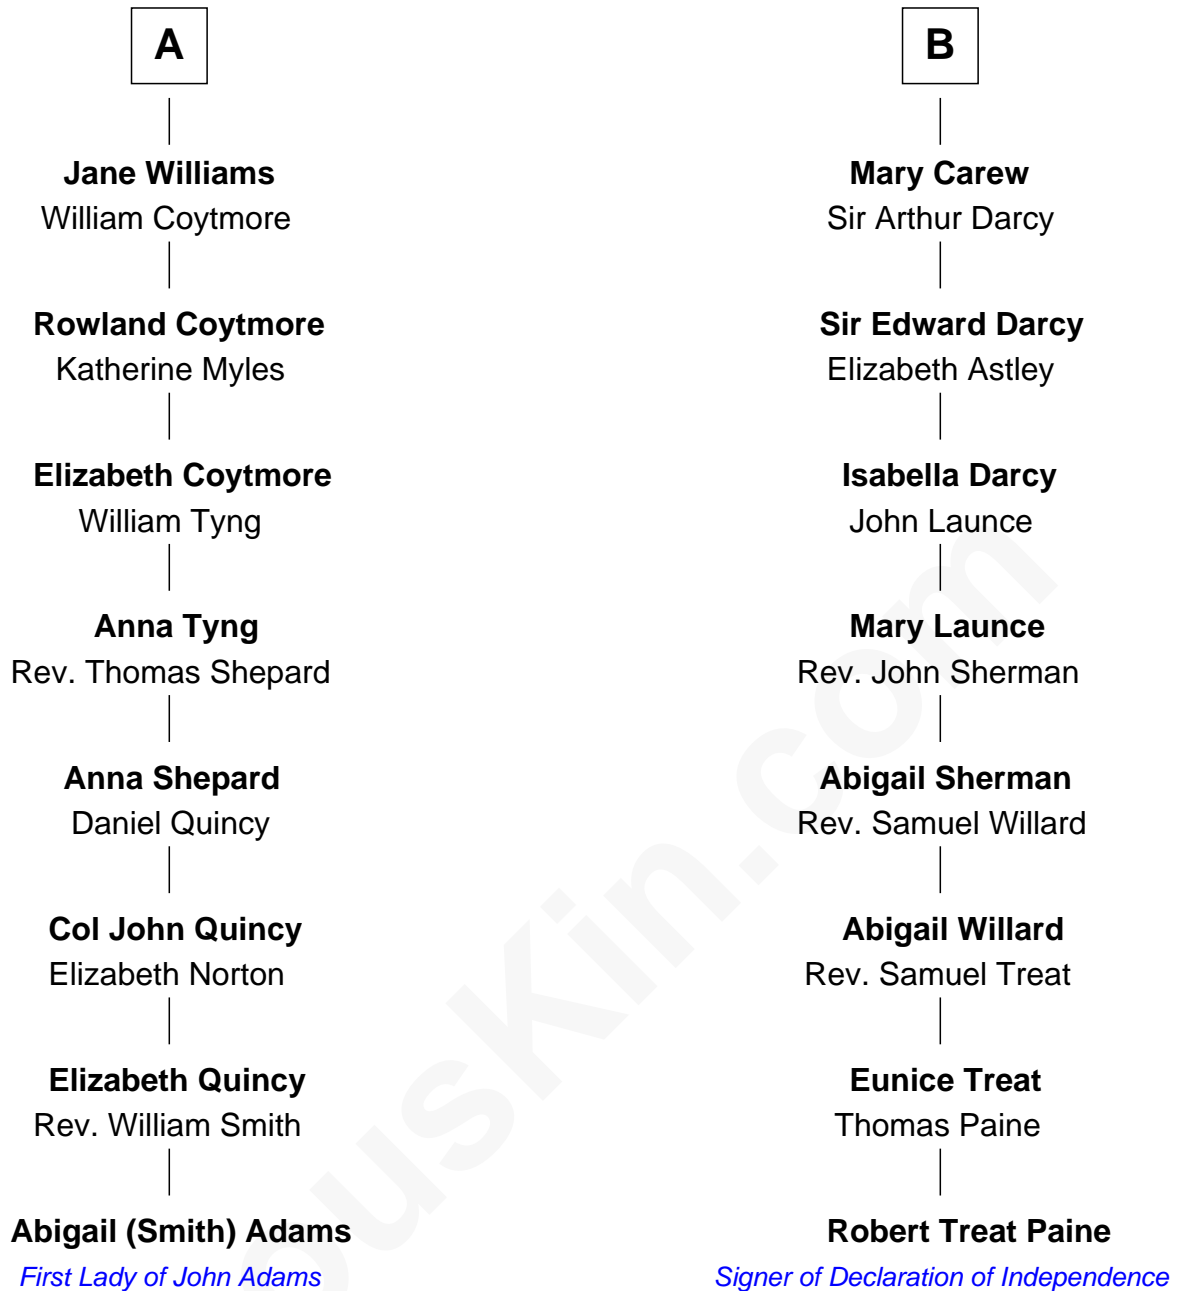 A
Jane Williams
William Coytmore
Rowland Coytmore
Katherine Myles
Elizabeth Coytmore
William Tyng
Anna Tyng
Rev. Thomas Shepard
Anna Shepard
Daniel Quincy
Col John Quincy
Elizabeth Norton
Elizabeth Quincy
Rev. William Smith
Abigail (Smith) Adams
First Lady of John Adams
B
Mary Carew
Sir Arthur Darcy
Sir Edward Darcy
Elizabeth Astley
Isabella Darcy
John Launce
Mary Launce
Rev. John Sherman
Abigail Sherman
Rev. Samuel Willard
Abigail Willard
Rev. Samuel Treat
Eunice Treat
Thomas Paine
Robert Treat Paine
Signer of Declaration of Independence
ousKin.com